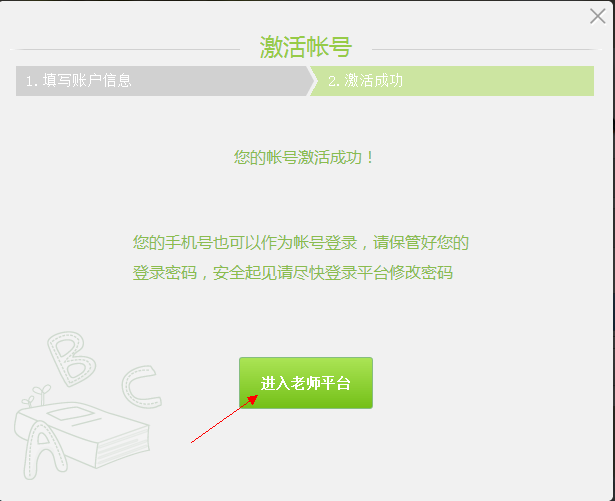 激活帐号
1.填写账户信息
2.激活成功
您的帐号激活成功！
您的手机号也可以作为帐号登录，请保管好您的
登录密码，安全起见请尽快登录平台修改密码
进入老师平台
B
C
A